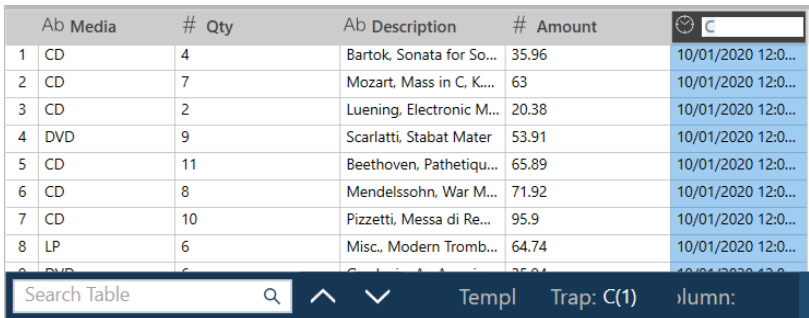 Ab Media # Qty Ab Description # Amount C
1 CD 4 Bartok, Sonata for So... 35.96 10/01/2020 12:0...
2 CD 7 Mozart, Mass in C, K.... 63 10/01/2020 12:0...
3 CD 2 Luening, Electronic M... 20.38 10/01/2020 12:0...
4 DVD 9 Scarlatti, Stabat Mater 53.91 10/01/2020 12:0...
5 CD 11 Beethoven, Pathetiqu... 65.89 10/01/2020 12:0...
6 CD 8 Mendelssohn, War M... 71.92 10/01/2020 12:0...
7 CD 10 Pizzetti, Messa di Re... 95.9 10/01/2020 12:0...
8 LP 6 Misc., Modern Tromb... 64.74 10/01/2020 12:0...
Search Table Templ Trap: C(1) olumn: